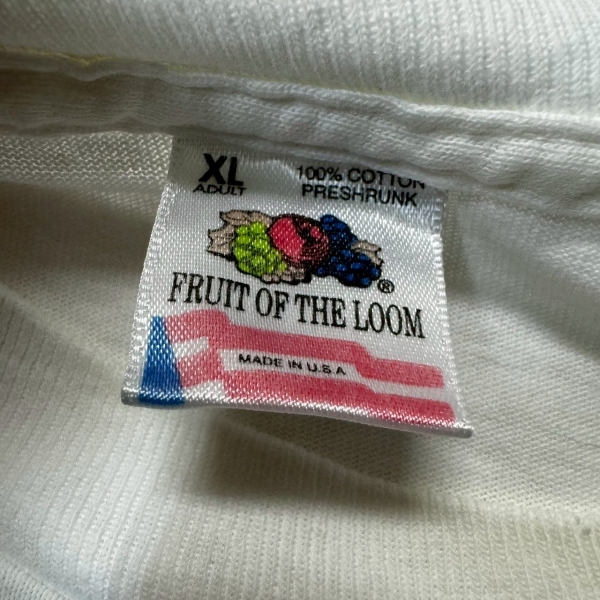 XL
ADULT
100% COTTON
PRESHRUNK
®
FRUIT OF THE LOOM
MADE IN U.S.A